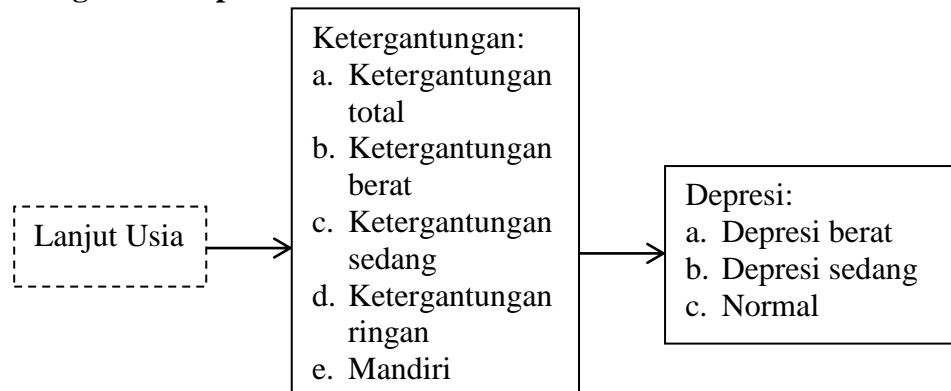 Lanjut Usia
Ketergantungan:
a. Ketergantungan
total
b. Ketergantungan
berat
c. Ketergantungan
sedang
d. Ketergantungan
ringan
e. Mandiri
Depresi:
a. Depresi berat
b. Depresi sedang
c. Normal